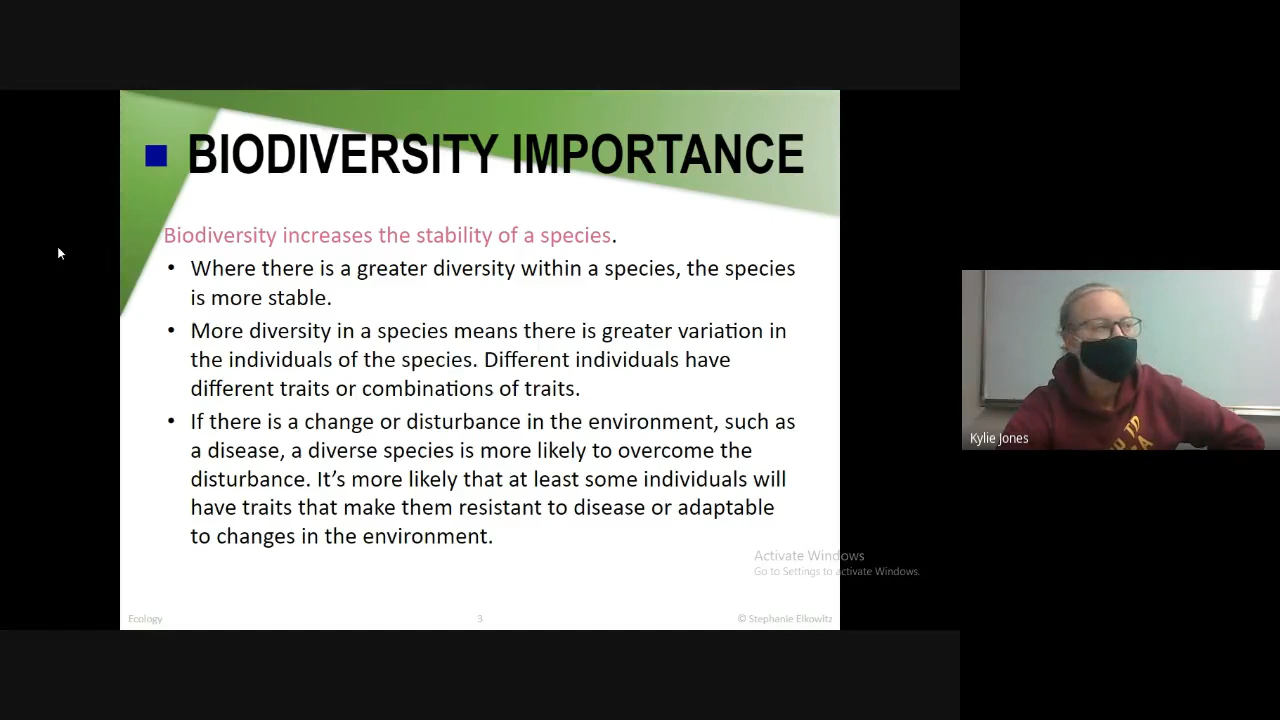 BIODIVERSITY IMPORTANCE
Biodiversity increases the stability of a species.
• Where there is a greater diversity within a species, the species
is more stable.
• More diversity in a species means there is greater variation in
the individuals of the species. Different individuals have
different traits or combinations of traits.
• If there is a change or disturbance in the environment, such as
a disease, a diverse species is more likely to overcome the
disturbance. It’s more likely that at least some individuals will
have traits that make them resistant to disease or adaptable
to changes in the environment.
Activate Windows
Go to Settings to activate Windows.
Ecology
3
© Stephanie Elkowitz
Kylie Jones